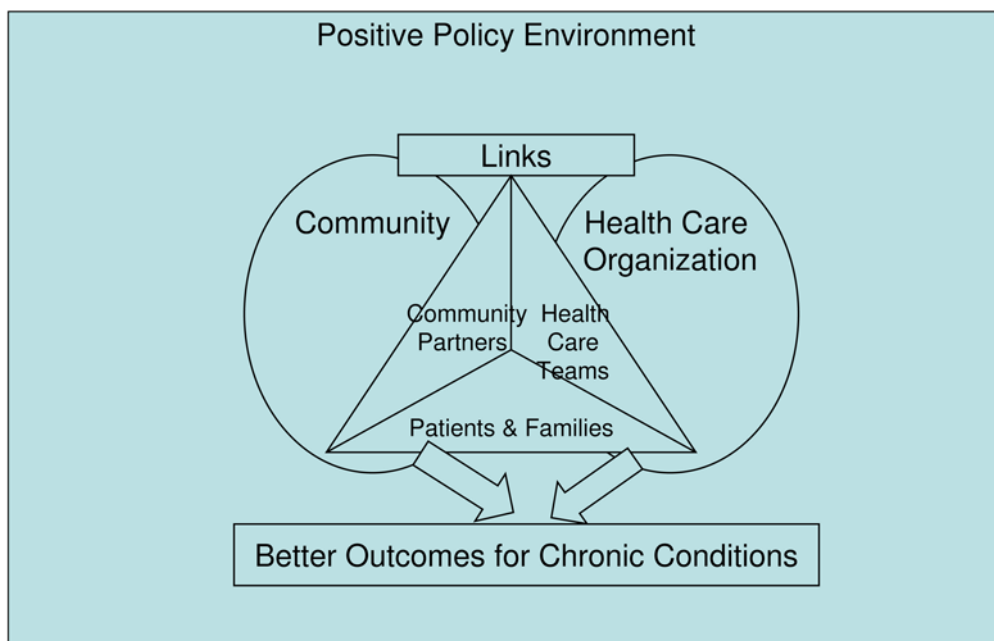 Positive Policy Environment
Links
Community
Health Care
Organization
Community
Partners
Health
Care
Teams
Patients & Families
Better Outcomes for Chronic Conditions